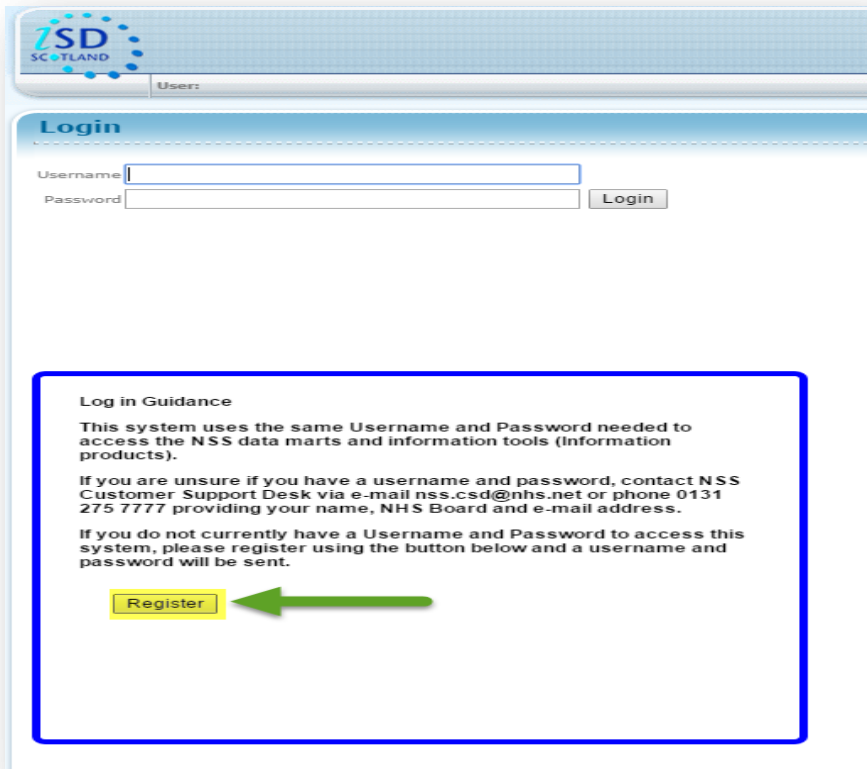 iSD
SCOTLAND
User:
Login
Username
Password
Login
Log in Guidance
This system uses the same Username and Password needed to
access the NSS data marts and information tools (Information
products).
If you are unsure if you have a username and password, contact NSS
Customer Support Desk via e-mail nss.csd@nhs.net or phone 0131
275 7777 providing your name, NHS Board and e-mail address.
If you do not currently have a Username and Password to access this
system, please register using the button below and a username and
password will be sent.
Register